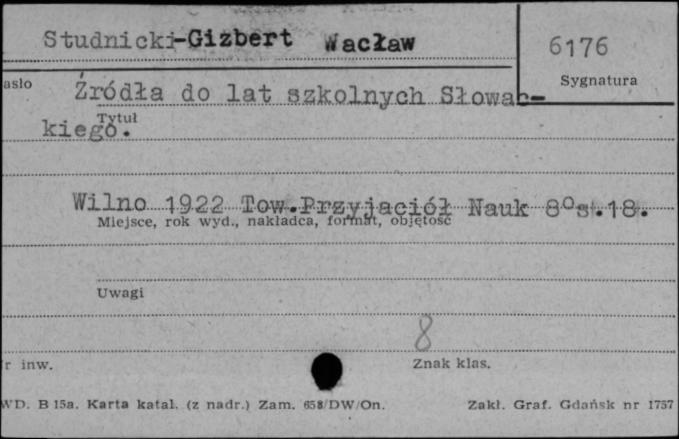 Studnicki-Gizbert Wacław
6176
Sygnatura
asło
Źródła do lat szkolnych Słowac-
Tytuł
kiego.
Wilno 1922 Tow.Przyjaciół Nauk 8° s.18.
Miejsce, rok wyd., nakładca, format, objętość
Uwagi
8
r inw.
Znak klas.
WD. B 15a. Karta katal. (z nadr.) Zam. 658/DW/On.
Zakł. Graf. Gdańsk nr 1757